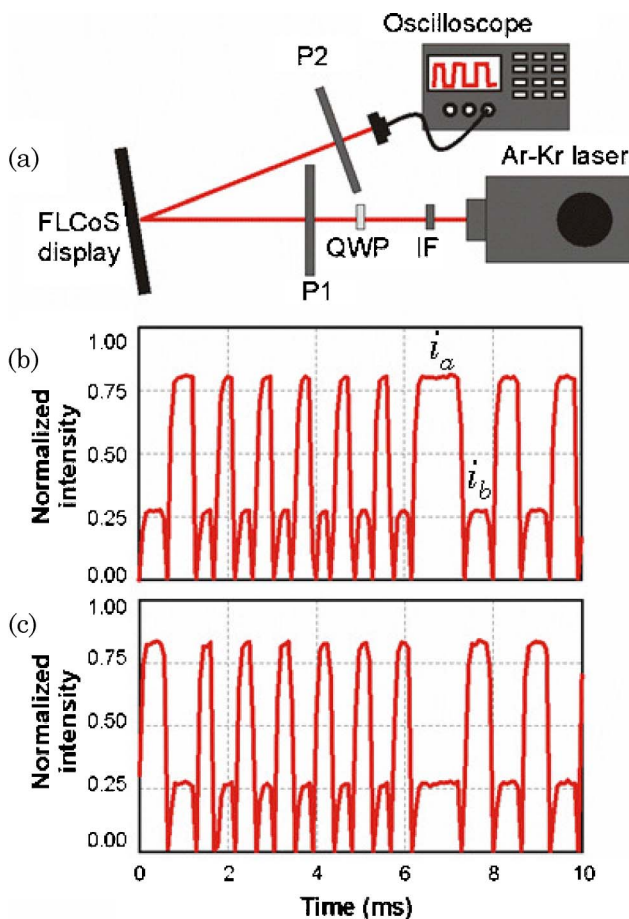 Oscilloscope
P2
(a)
Ar-Kr laser
FLCoS
display
QWP
IF
P1
(b)
1.00
0.75
0.50
0.25
0.00
Normalized
intensity
i_a
i_b
(c)
1.00
0.75
0.50
0.25
0.00
Normalized
intensity
0
2
4
6
8
10
Time (ms)